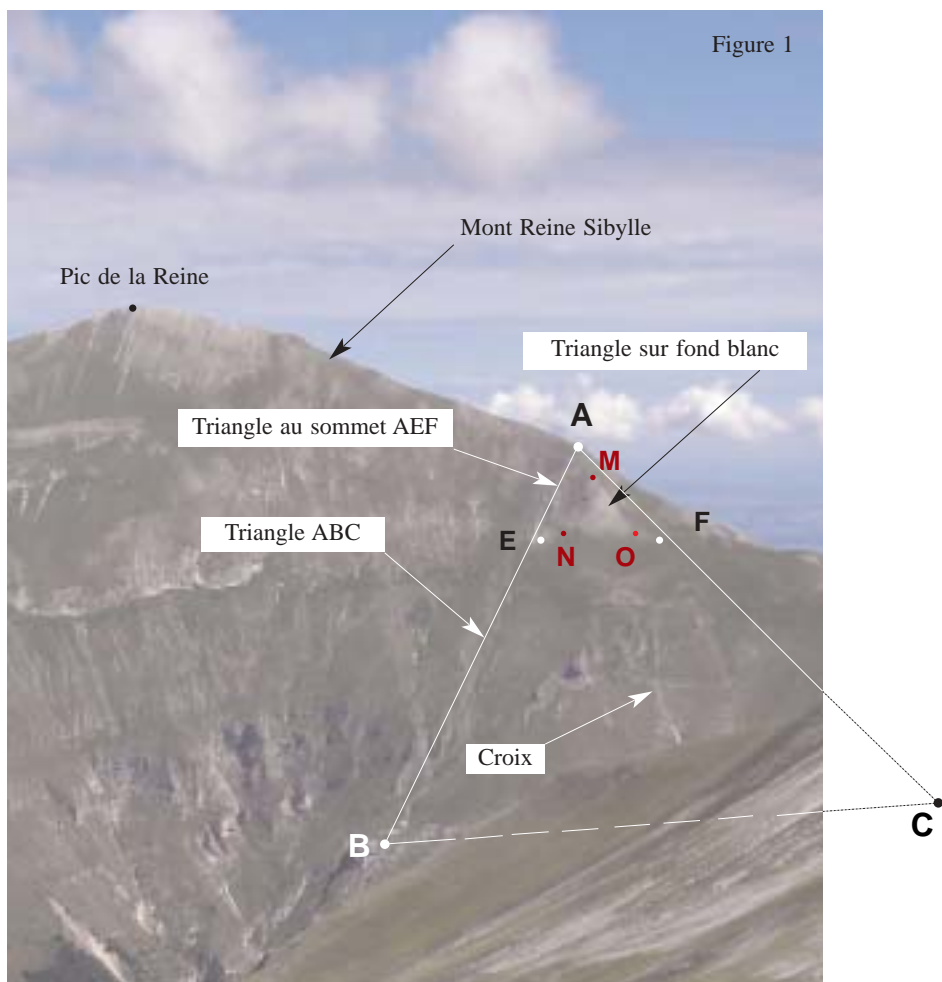 Figure 1
Mont Reine Sibylle
Pic de la Reine
Triangle sur fond blanc
A
Triangle au sommet AEF
M
F
Triangle ABC
E
N
O
Croix
C
B